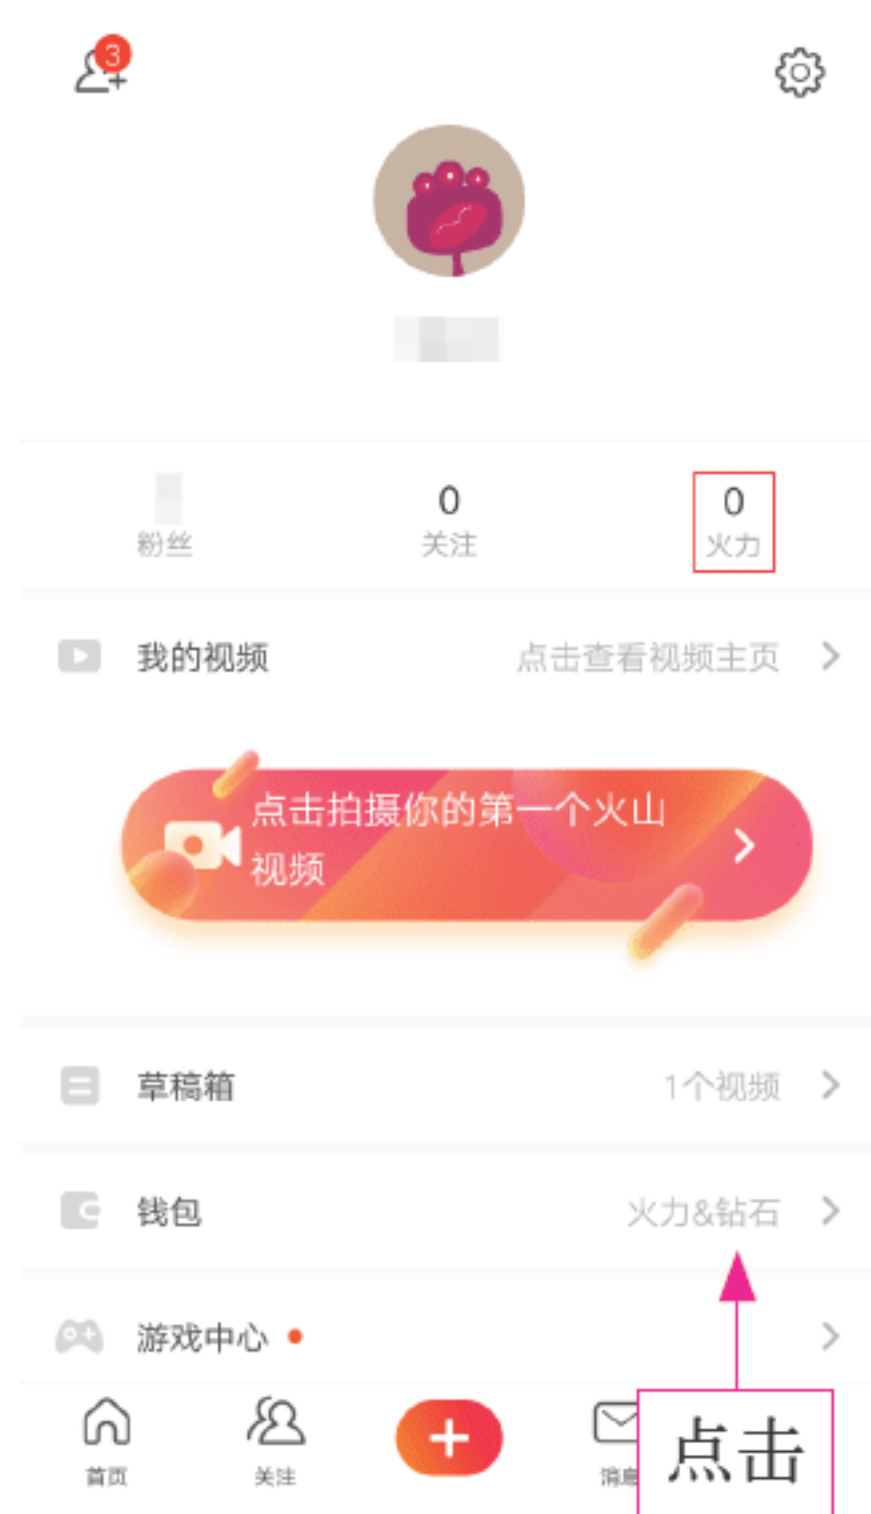 3
0
0
粉丝
关注
火力
我的视频
点击查看视频主页
点击拍摄你的第一个火山
视频
草稿箱
1个视频
钱包
火力&钻石
游戏中心
首页
关注
消息
点击